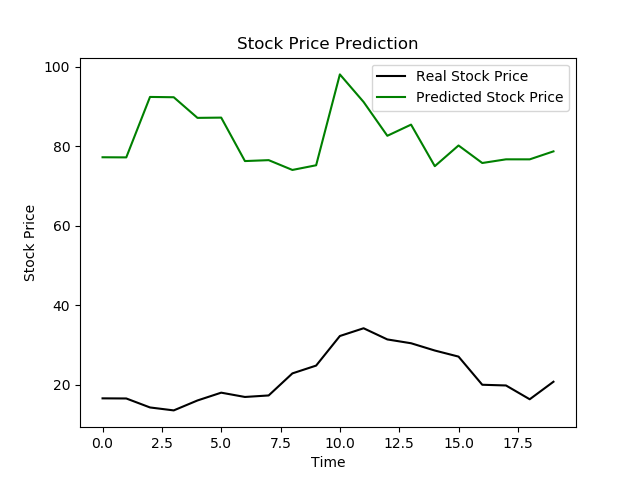 Stock Price Prediction
Real Stock Price
Predicted Stock Price
100
80
60
40
20
Stock Price
0.0 2.5 5.0 7.5 10.0 12.5 15.0 17.5
Time